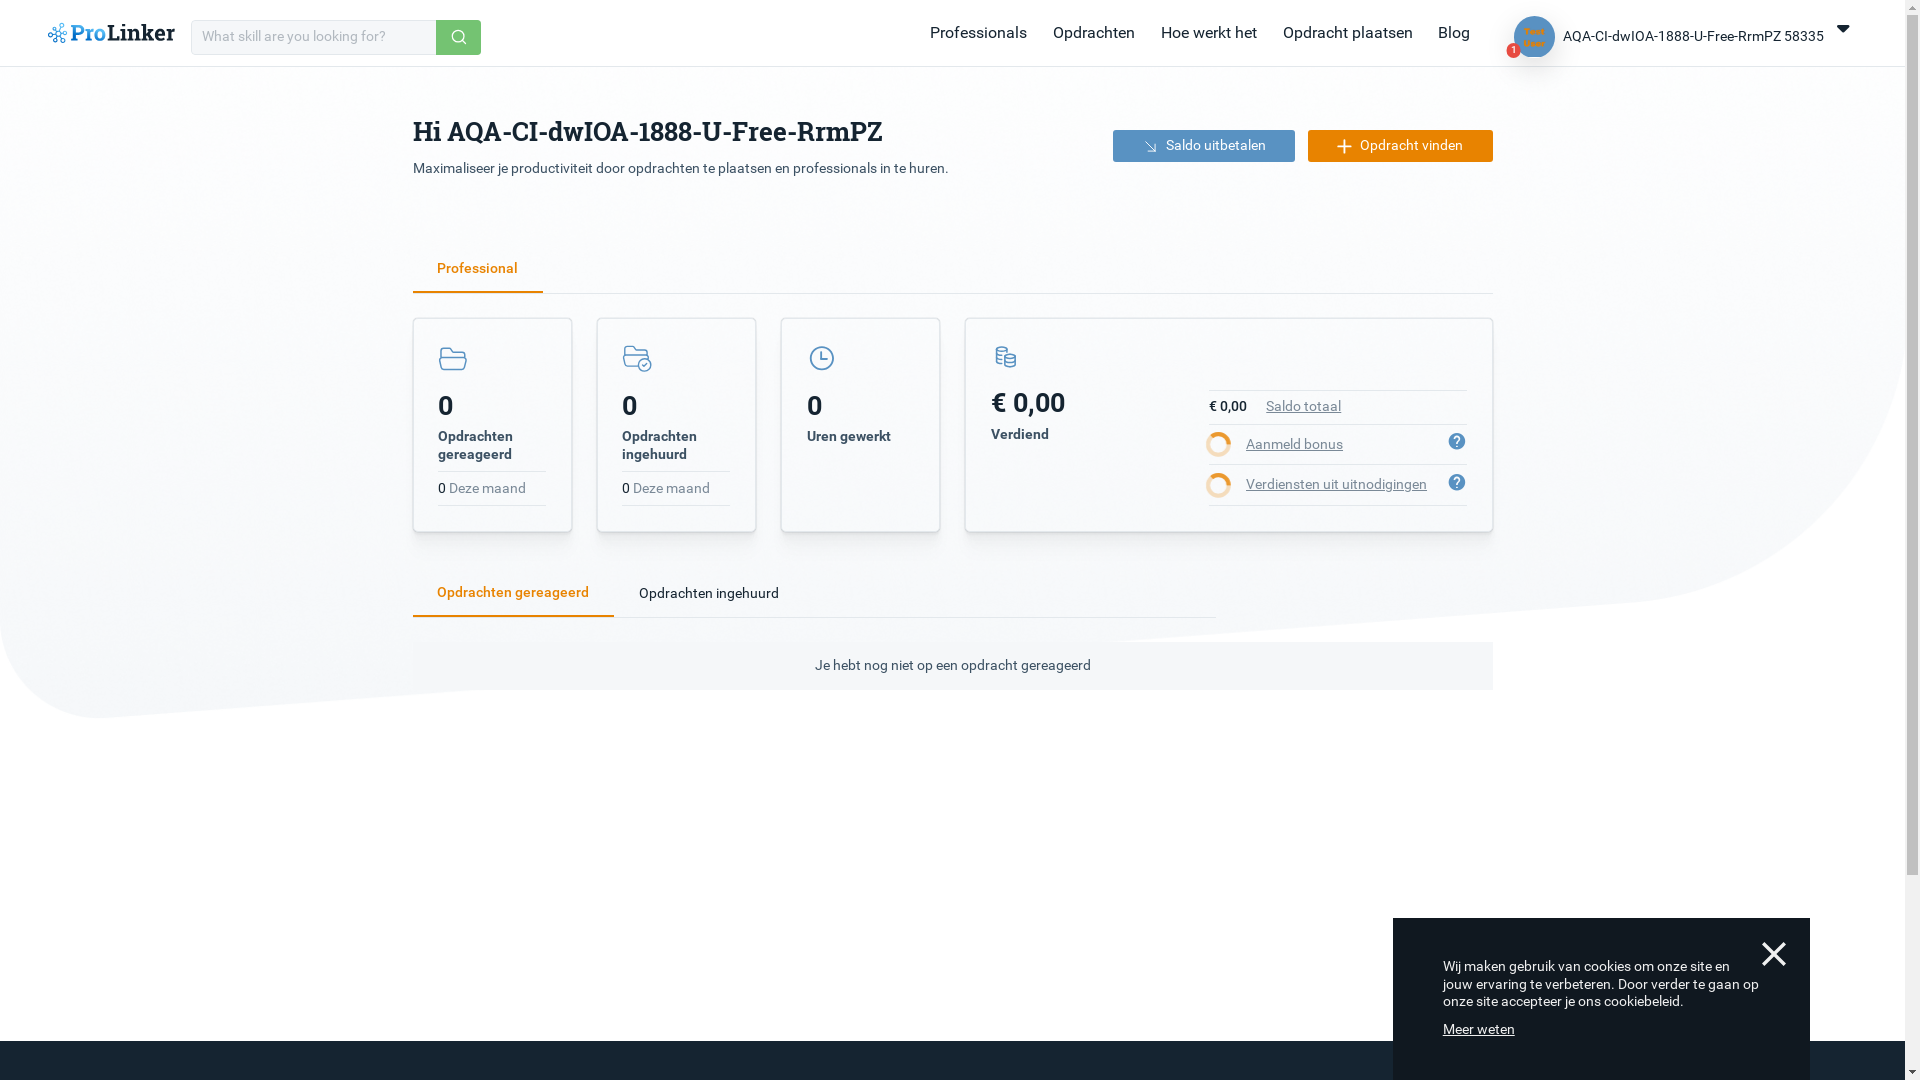 ProLinker
What skill are you looking for?
Professionals
Opdrachten
Hoe werkt het
Opdracht plaatsen
Blog
1
AQA-CI-dwIOA-1888-U-Free-RrmPZ 58335
Hi AQA-CI-dwIOA-1888-U-Free-RrmPZ
Maximaliseer je productiviteit door opdrachten te plaatsen en professionals in te huren.
Saldo uitbetalen
Opdracht vinden
Professional
0
Opdrachten
gereageerd
0 Deze maand
0
Opdrachten
ingehuurd
0 Deze maand
0
Uren gewerkt
€ 0,00
Verdiend
€ 0,00 Saldo totaal
Aanmeld bonus
?
Verdiensten uit uitnodigingen
?
Opdrachten gereageerd
Opdrachten ingehuurd
Je hebt nog niet op een opdracht gereageerd
Wij maken gebruik van cookies om onze site en
jouw ervaring te verbeteren. Door verder te gaan op
onze site accepteer je ons cookiebeleid.
Meer weten